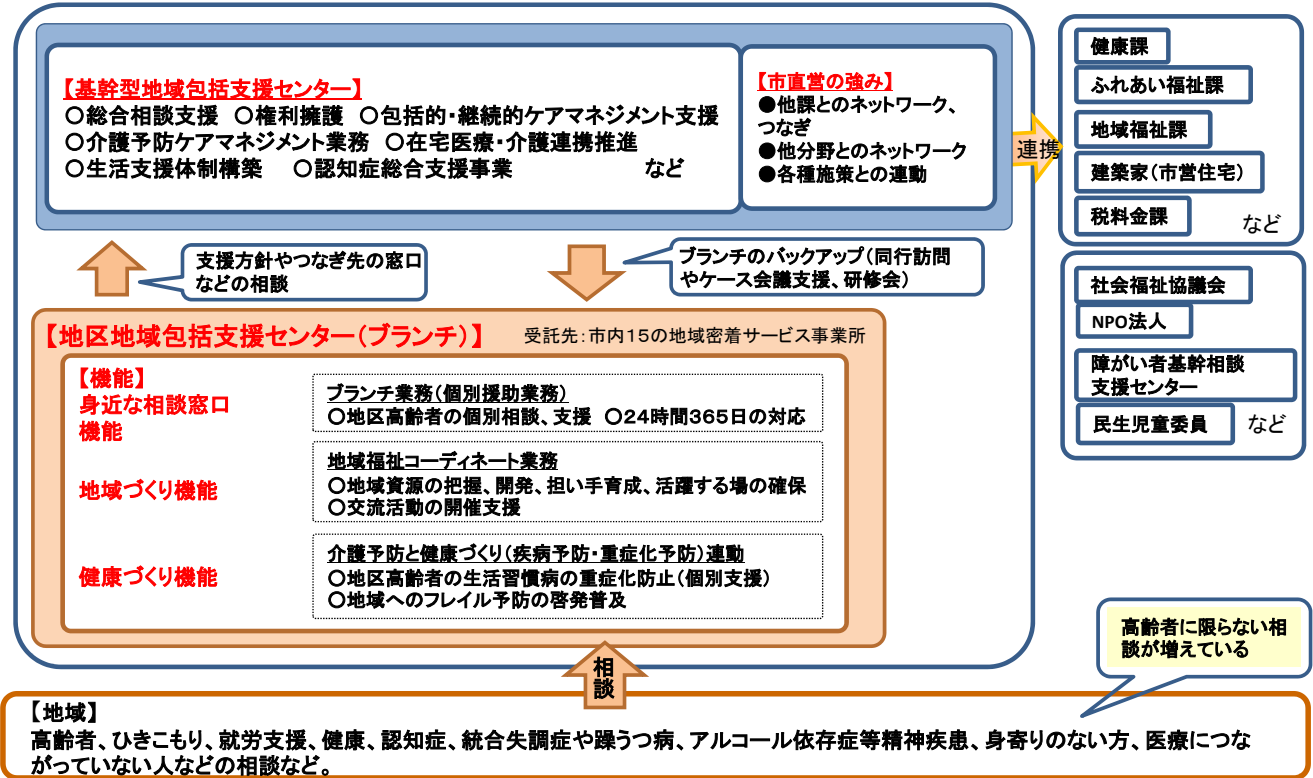 【基幹型地域包括支援センター】
○総合相談支援　○権利擁護　○包括的・継続的ケアマネジメント支援
○介護予防ケアマネジメント業務　○在宅医療・介護連携推進
○生活支援体制構築　　○認知症総合支援事業　　　　　　など
【市直営の強み】
●他課とのネットワーク、
つなぎ
●他分野とのネットワーク
●各種施策との連動
連携
健康課
ふれあい福祉課
地域福祉課
建築家（市営住宅）
税料金課
など
社会福祉協議会
NPO法人
障がい者基幹相談
支援センター
民生児童委員
など
支援方針やつなぎ先の窓口
などの相談
ブランチのバックアップ（同行訪問
やケース会議支援、研修会）
【地区地域包括支援センター（ブランチ）】
受託先：市内１５の地域密着サービス事業所
【機能】
身近な相談窓口
機能
ブランチ業務（個別援助業務）
○地区高齢者の個別相談、支援　○２４時間３６５日の対応
地域づくり機能
地域福祉コーディネート業務
○地域資源の把握、開発、担い手育成、活躍する場の確保
○交流活動の開催支援
健康づくり機能
介護予防と健康づくり（疾病予防・重症化予防）連動
○地区高齢者の生活習慣病の重症化防止（個別支援）
○地域へのフレイル予防の啓発普及
相
談
高齢者に限らない相
談が増えている
【地域】
高齢者、ひきこもり、就労支援、健康、認知症、統合失調症や躁うつ病、アルコール依存症等精神疾患、身寄りのない方、医療につな
がっていない人などの相談など。